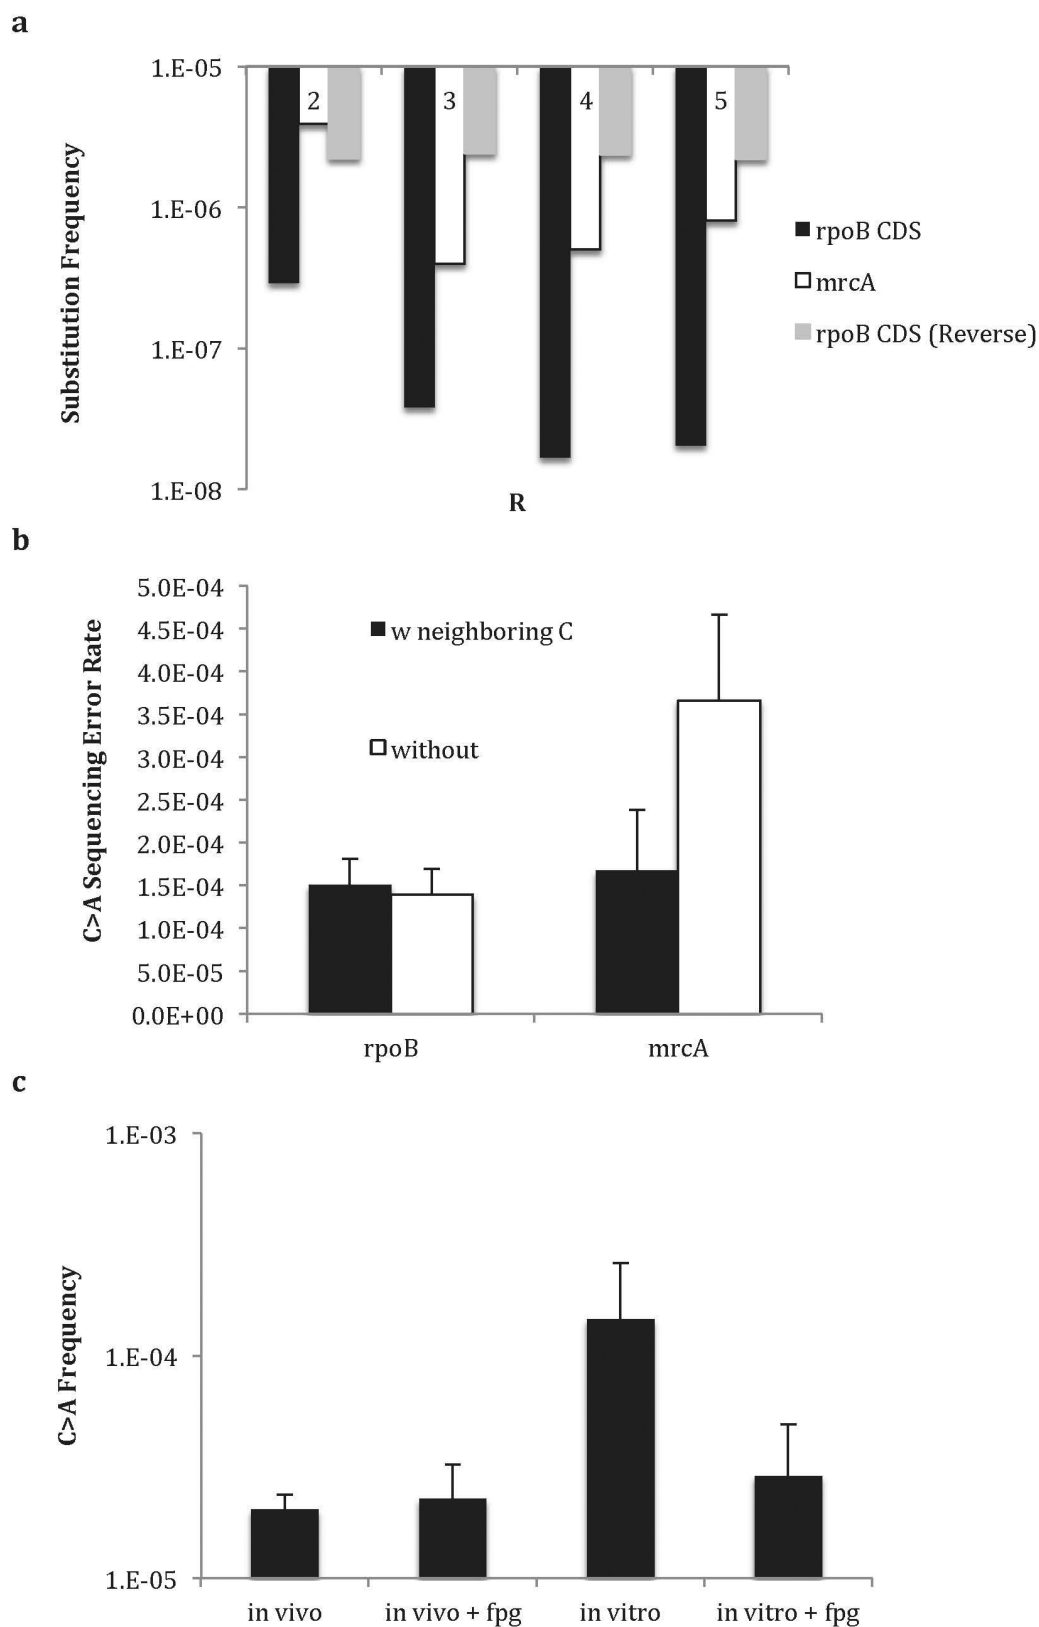 a
1.E-05
1.E-06
1.E-07
1.E-08
Substitution Frequency
2 3 4 5
R
rpoB CDS
mrcA
rpoB CDS (Reverse)
b
5.0E-04
4.5E-04
4.0E-04
3.5E-04
3.0E-04
2.5E-04
2.0E-04
1.5E-04
1.0E-04
5.0E-05
0.0E+00
C>A Sequencing Error Rate
w neighboring C
without
rpoB mrcA
c
1.E-03
1.E-04
1.E-05
C>A Frequency
in vivo in vivo + fpg in vitro in vitro + fpg